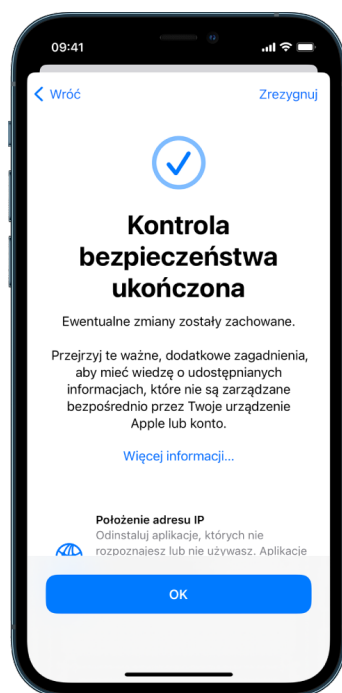 09:41
Wróć Zrezygnuj
Kontrola
bezpieczeństwa
ukończona
Ewentualne zmiany zostały zachowane.
Przejrzyj te ważne, dodatkowe zagadnienia,
aby mieć wiedzę o udostępnianych
informacjach, które nie są zarządzane
bezpośrednio przez Twoje urządzenie
Apple lub konto.
Więcej informacji...
Położenie adresu IP
Odinstaluj aplikacje, których nie
rozpoznajesz lub nie używasz. Aplikacje
OK